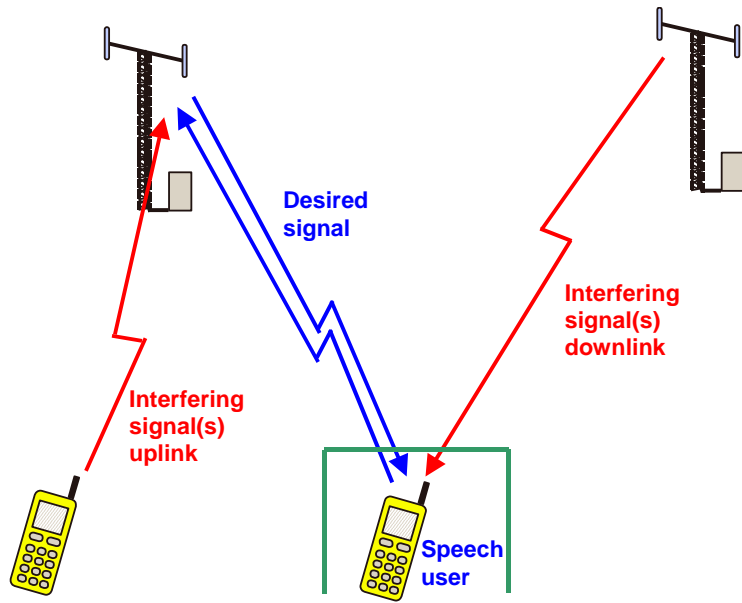 Desired
signal
Interfering
signal(s)
downlink
Interfering
signal(s)
uplink
Speech
user